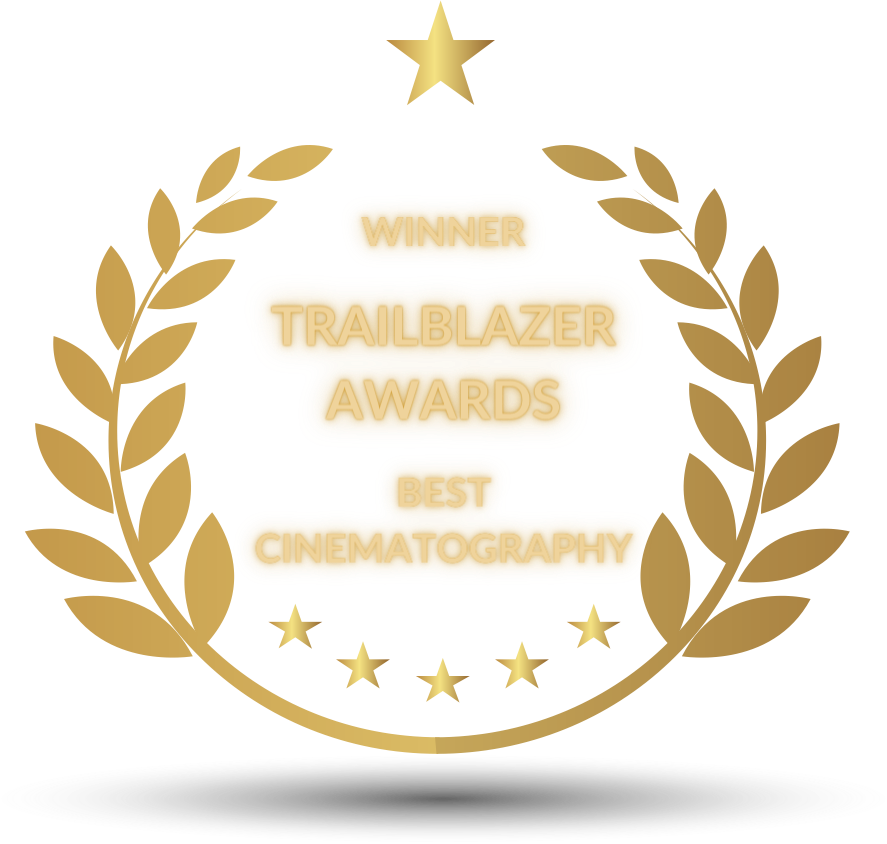 WINNER
TRAILBLAZER
AWARDS
BEST
CINEMATOGRAPHY